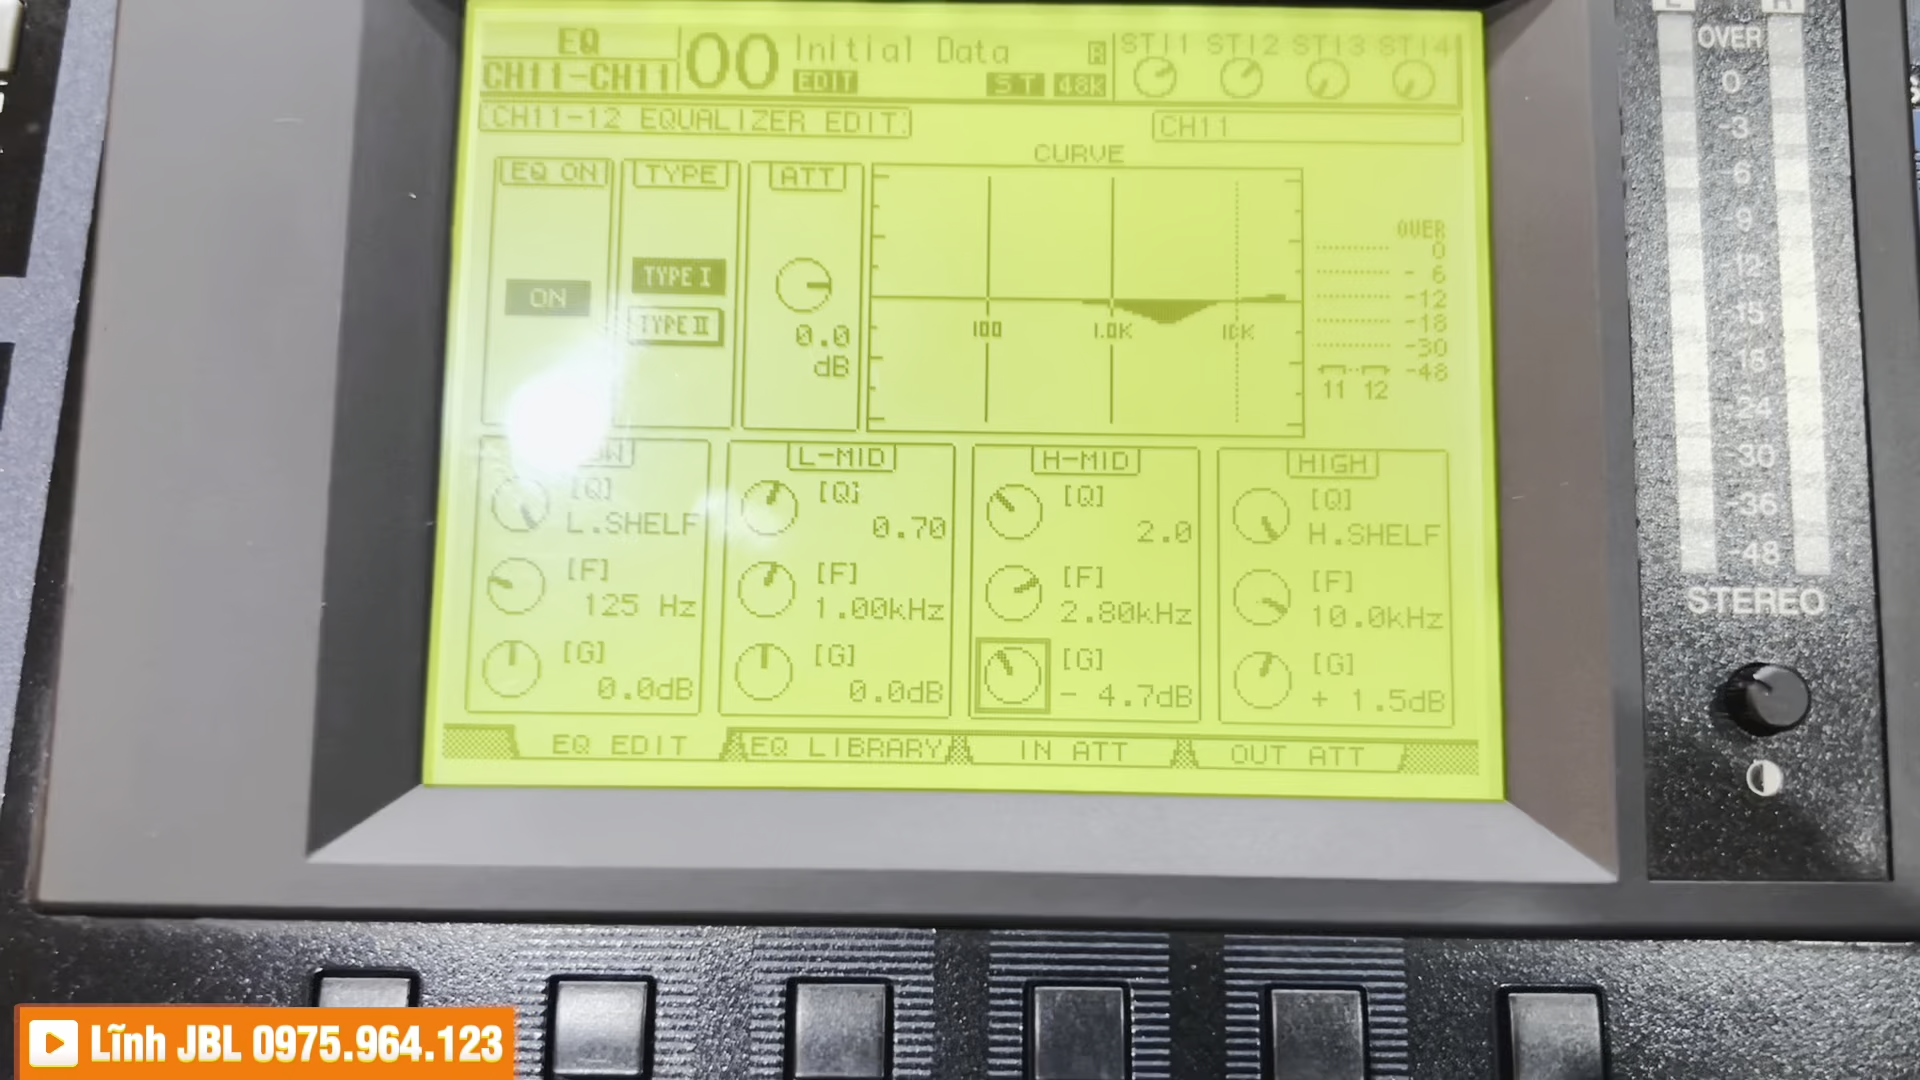 EQ
CH11-CH11
00 Initial Data
EDIT
R
ST 48K
ST11 ST12 ST13 ST14
CH11-12 EQUALIZER EDIT.
CH11
EQ ON
TYPE
ATT
CURVE
ON
TYPE I
TYPE II
0.0
dB
100 1.0K 10K
OVER
0
- 6
-12
-18
-30
-48
11 12
L-MID
H-MID
HIGH
[Q]
L.SHELF
[F]
125 Hz
[G]
0.0dB
[Q]
0.70
[F]
1.00kHz
[G]
0.0dB
[Q]
2.0
[F]
2.80kHz
[G]
- 4.7dB
[Q]
H.SHELF
[F]
10.0kHz
[G]
+ 1.5dB
EQ EDIT
EQ LIBRARY
IN ATT
OUT ATT
L R
OVER
0
-3
-6
-9
-12
-15
-18
-24
-30
-36
-48
STEREO
Lĩnh JBL 0975.964.123